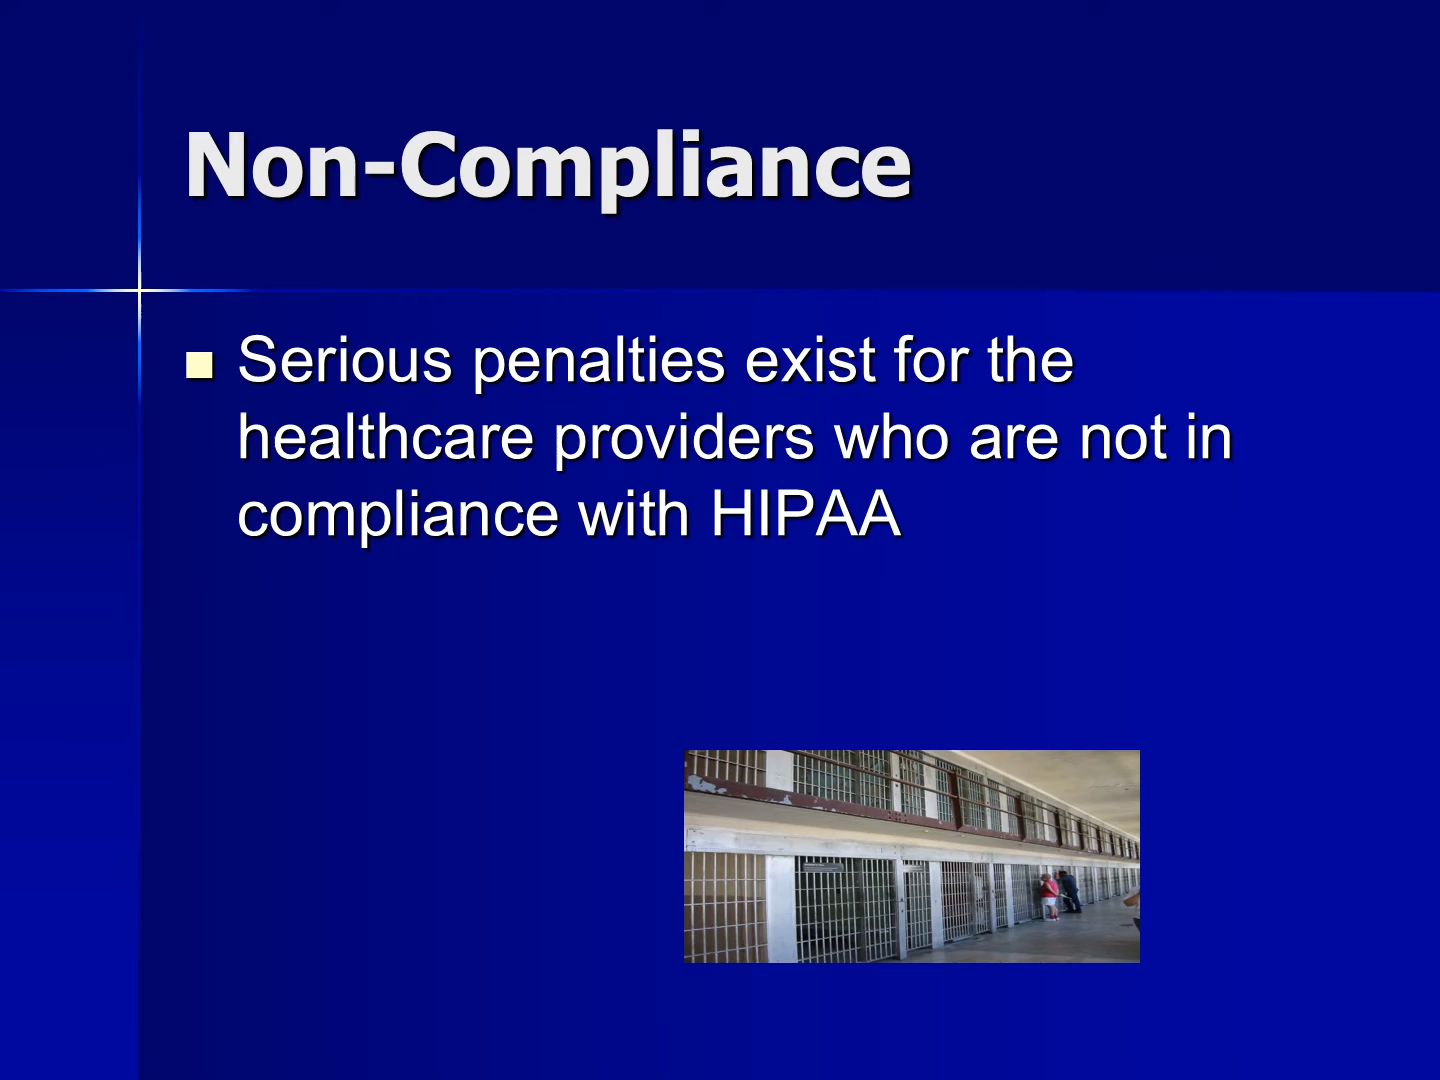 Non-Compliance
Serious penalties exist for the
healthcare providers who are not in
compliance with HIPAA